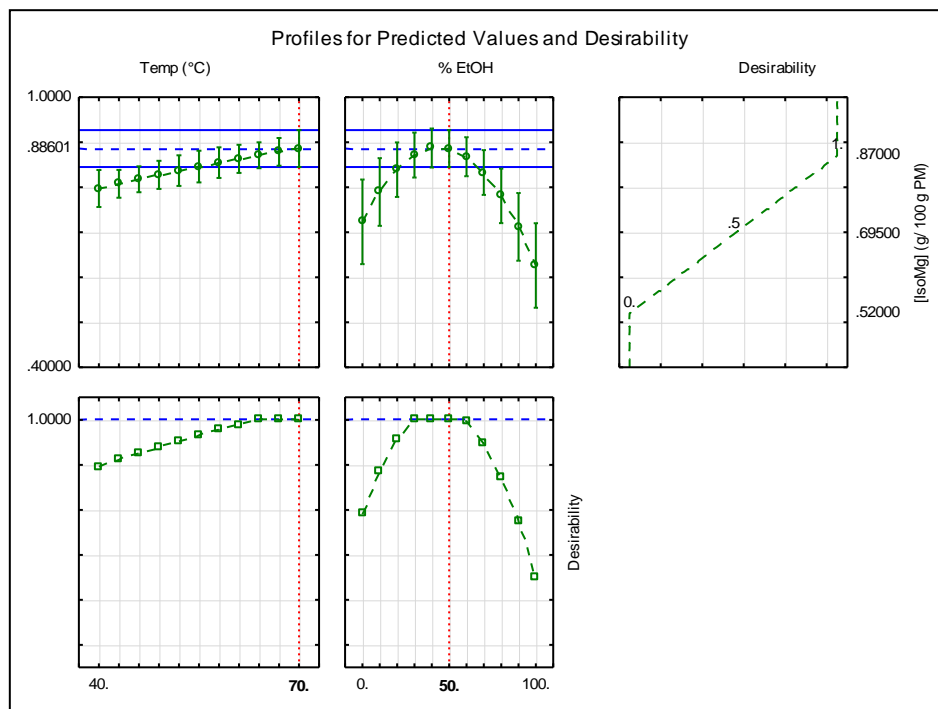 Profiles for Predicted Values and Desirability
Temp (°C)
% EtOH
Desirability
1.0000
.88601
.40000
1.
.5
0.
.87000
.69500
.52000
[IsoMg] (g/ 100 g PM)
1.0000
Desirability
40.
70.
0.
50.
100.